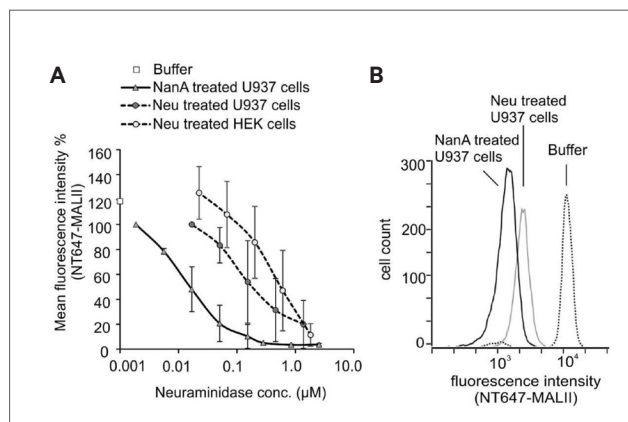 A
Buffer
NanA treated U937 cells
Neu treated U937 cells
Neu treated HEK cells
Mean fluorescence intensity %
(NT647-MALII)
160
140
120
100
80
60
40
20
0
0.001
0.01
0.1
1.0
10.0
Neuraminidase conc. (µM)
B
Neu treated
U937 cells
NanA treated
U937 cells
Buffer
cell count
300
200
100
0
10³
10⁴
fluorescence intensity
(NT647-MALII)